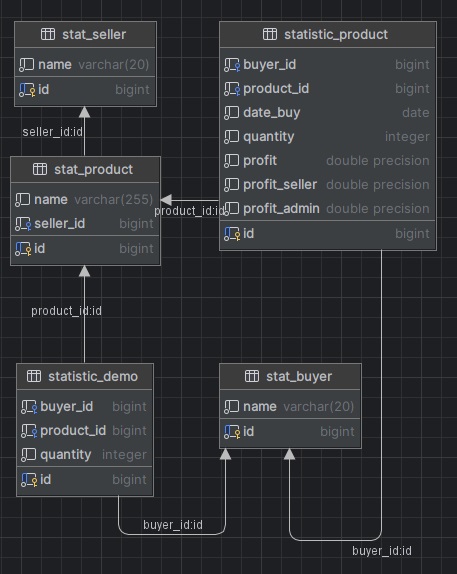 stat_seller
name varchar(20)
id bigint
statistic_product
buyer_id bigint
product_id bigint
date_buy date
quantity integer
profit double precision
profit_seller double precision
profit_admin double precision
id bigint
seller_id:id
stat_product
name varchar(255)
seller_id bigint
id bigint
product_id:id
product_id:id
statistic_demo
buyer_id bigint
product_id bigint
quantity integer
id bigint
stat_buyer
name varchar(20)
id bigint
buyer_id:id
buyer_id:id